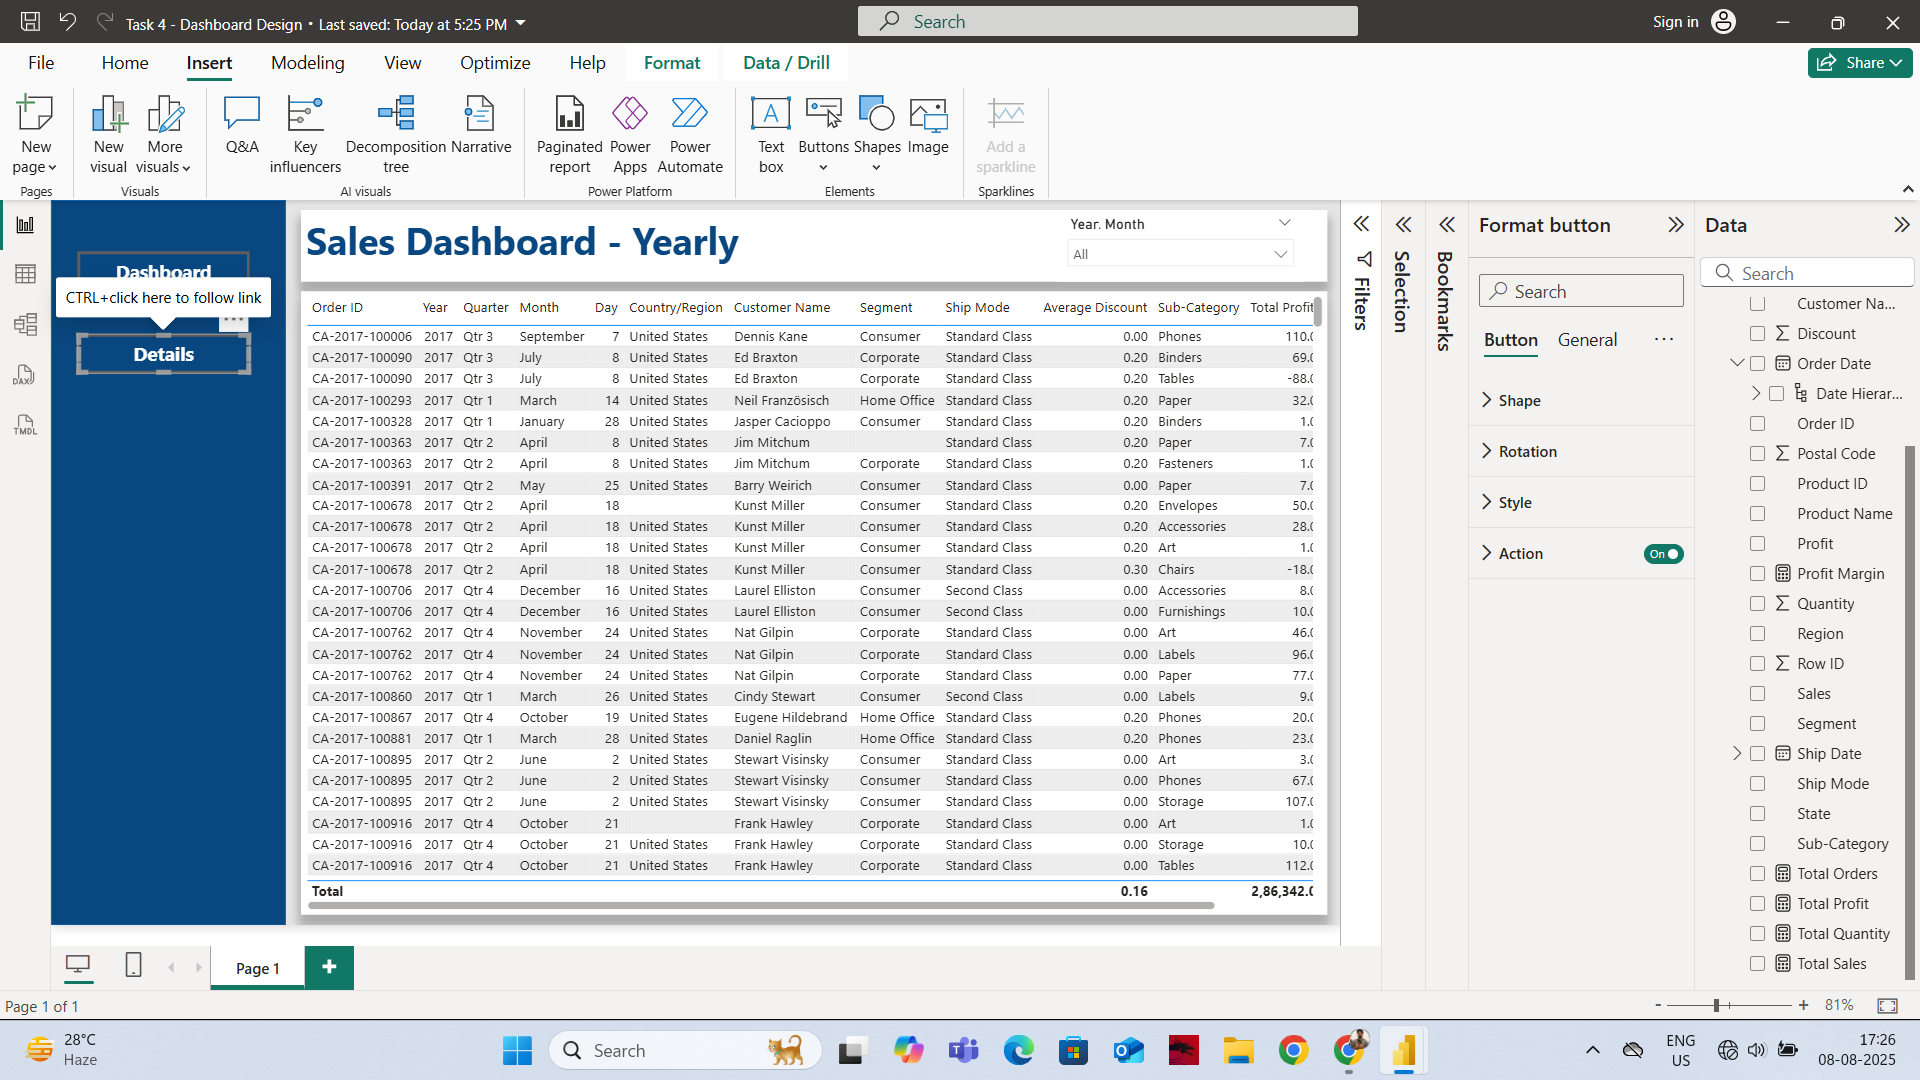 Task 4 - Dashboard Design • Last saved: Today at 5:25 PM
Search
Sign in
File Home Insert Modeling View Optimize Help Format Data / Drill
Share
New page
Pages
New visual
More visuals
Visuals
Q&A
Key influencers
Decomposition tree
Narrative
AI visuals
Paginated report
Power Apps
Power Automate
Power Platform
Text box
Buttons
Shapes
Image
Elements
Add a sparkline
Sparklines
DAX
TMDL
Dashboard
CTRL+click here to follow link
Details
Sales Dashboard - Yearly
Year. Month
All
Order ID Year Quarter Month Day Country/Region Customer Name Segment Ship Mode Average Discount Sub-Category Total Profit
CA-2017-100006 2017 Qtr 3 September 7 United States Dennis Kane Consumer Standard Class 0.00 Phones 110.0
CA-2017-100090 2017 Qtr 3 July 8 United States Ed Braxton Corporate Standard Class 0.20 Binders 69.0
CA-2017-100090 2017 Qtr 3 July 8 United States Ed Braxton Corporate Standard Class 0.20 Tables -88.0
CA-2017-100293 2017 Qtr 1 March 14 United States Neil Französisch Home Office Standard Class 0.20 Paper 32.0
CA-2017-100328 2017 Qtr 1 January 28 United States Jasper Cacioppo Consumer Standard Class 0.20 Binders 1.0
CA-2017-100363 2017 Qtr 2 April 8 United States Jim Mitchum Standard Class 0.20 Paper 7.0
CA-2017-100363 2017 Qtr 2 April 8 United States Jim Mitchum Corporate Standard Class 0.20 Fasteners 1.0
CA-2017-100391 2017 Qtr 2 May 25 United States Barry Weirich Consumer Standard Class 0.00 Paper 7.0
CA-2017-100678 2017 Qtr 2 April 18 Kunst Miller Consumer Standard Class 0.20 Envelopes 50.0
CA-2017-100678 2017 Qtr 2 April 18 United States Kunst Miller Consumer Standard Class 0.20 Accessories 28.0
CA-2017-100678 2017 Qtr 2 April 18 United States Kunst Miller Consumer Standard Class 0.20 Art 1.0
CA-2017-100678 2017 Qtr 2 April 18 United States Kunst Miller Consumer Standard Class 0.30 Chairs -18.0
CA-2017-100706 2017 Qtr 4 December 16 United States Laurel Elliston Consumer Second Class 0.00 Accessories 8.0
CA-2017-100706 2017 Qtr 4 December 16 United States Laurel Elliston Consumer Second Class 0.00 Furnishings 10.0
CA-2017-100762 2017 Qtr 4 November 24 United States Nat Gilpin Corporate Standard Class 0.00 Art 46.0
CA-2017-100762 2017 Qtr 4 November 24 United States Nat Gilpin Corporate Standard Class 0.00 Labels 96.0
CA-2017-100762 2017 Qtr 4 November 24 United States Nat Gilpin Corporate Standard Class 0.00 Paper 77.0
CA-2017-100860 2017 Qtr 1 March 26 United States Cindy Stewart Consumer Second Class 0.00 Labels 9.0
CA-2017-100867 2017 Qtr 4 October 19 United States Eugene Hildebrand Home Office Standard Class 0.20 Phones 20.0
CA-2017-100881 2017 Qtr 1 March 28 United States Daniel Raglin Home Office Standard Class 0.20 Phones 23.0
CA-2017-100895 2017 Qtr 2 June 2 United States Stewart Visinsky Consumer Standard Class 0.00 Art 3.0
CA-2017-100895 2017 Qtr 2 June 2 United States Stewart Visinsky Consumer Standard Class 0.00 Phones 67.0
CA-2017-100895 2017 Qtr 2 June 2 United States Stewart Visinsky Consumer Standard Class 0.00 Storage 107.0
CA-2017-100916 2017 Qtr 4 October 21 Frank Hawley Corporate Standard Class 0.00 Art 1.0
CA-2017-100916 2017 Qtr 4 October 21 United States Frank Hawley Corporate Standard Class 0.00 Storage 10.0
CA-2017-100916 2017 Qtr 4 October 21 United States Frank Hawley Corporate Standard Class 0.00 Tables 112.0
Total 0.16 2,86,342.0
Filters
Selection
Bookmarks
Format button
Search
Button General
Shape
Rotation
Style
Action On
Data
Search
Customer Na...
Discount
Order Date
Date Hierar...
Order ID
Postal Code
Product ID
Product Name
Profit
Profit Margin
Quantity
Region
Row ID
Sales
Segment
Ship Date
Ship Mode
State
Sub-Category
Total Orders
Total Profit
Total Quantity
Total Sales
Page 1
Page 1 of 1
- + 81%
28°C
Haze
Search
ENG
US
17:26
08-08-2025